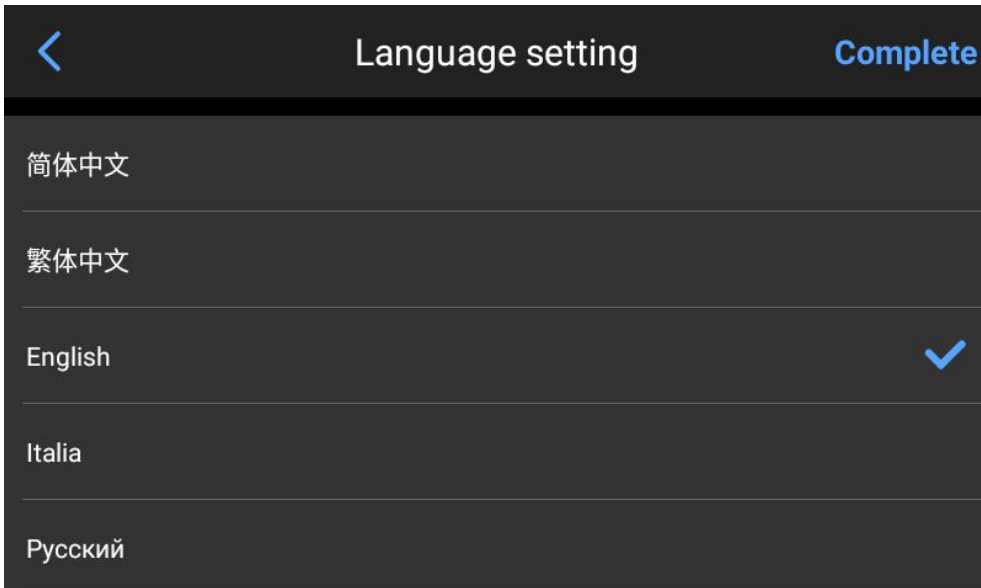 Language setting
Complete
简体中文
繁体中文
English
Italia
Русский